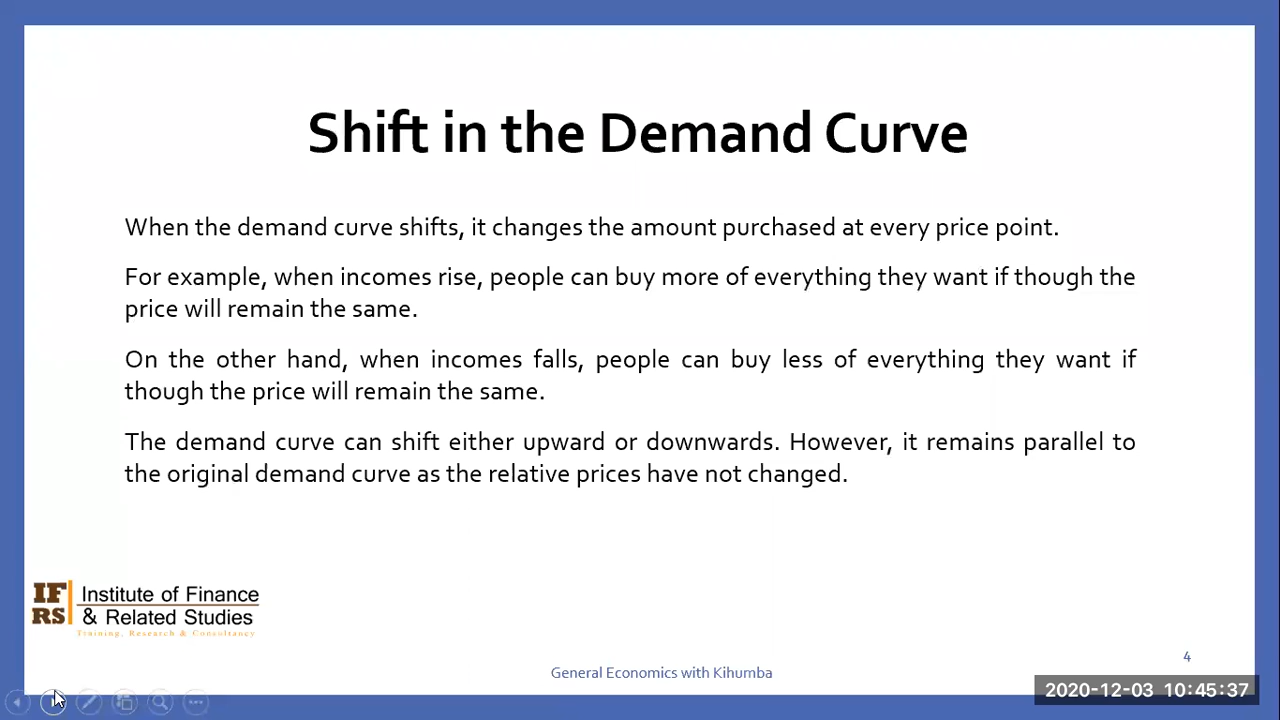 Shift in the Demand Curve
When the demand curve shifts, it changes the amount purchased at every price point.
For example, when incomes rise, people can buy more of everything they want if though the
price will remain the same.
On the other hand, when incomes falls, people can buy less of everything they want if
though the price will remain the same.
The demand curve can shift either upward or downwards. However, it remains parallel to
the original demand curve as the relative prices have not changed.
IF
RS
Institute of Finance
& Related Studies
Training, Research & Consultancy
4
General Economics with Kihumba
2020-12-03 10:45:37